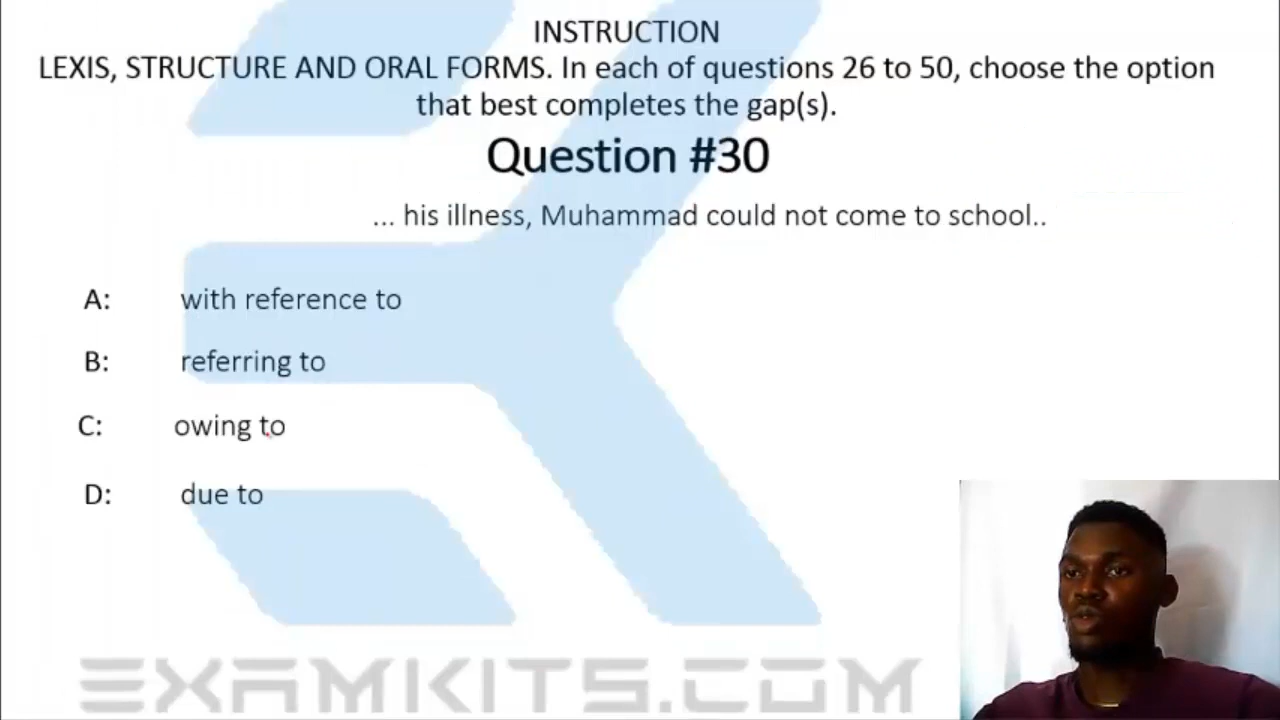 INSTRUCTION
LEXIS, STRUCTURE AND ORAL FORMS. In each of questions 26 to 50, choose the option
that best completes the gap(s).
Question #30
... his illness, Muhammad could not come to school..
A: with reference to
B: referring to
C: owing to
D: due to
EXAMKITS.COM